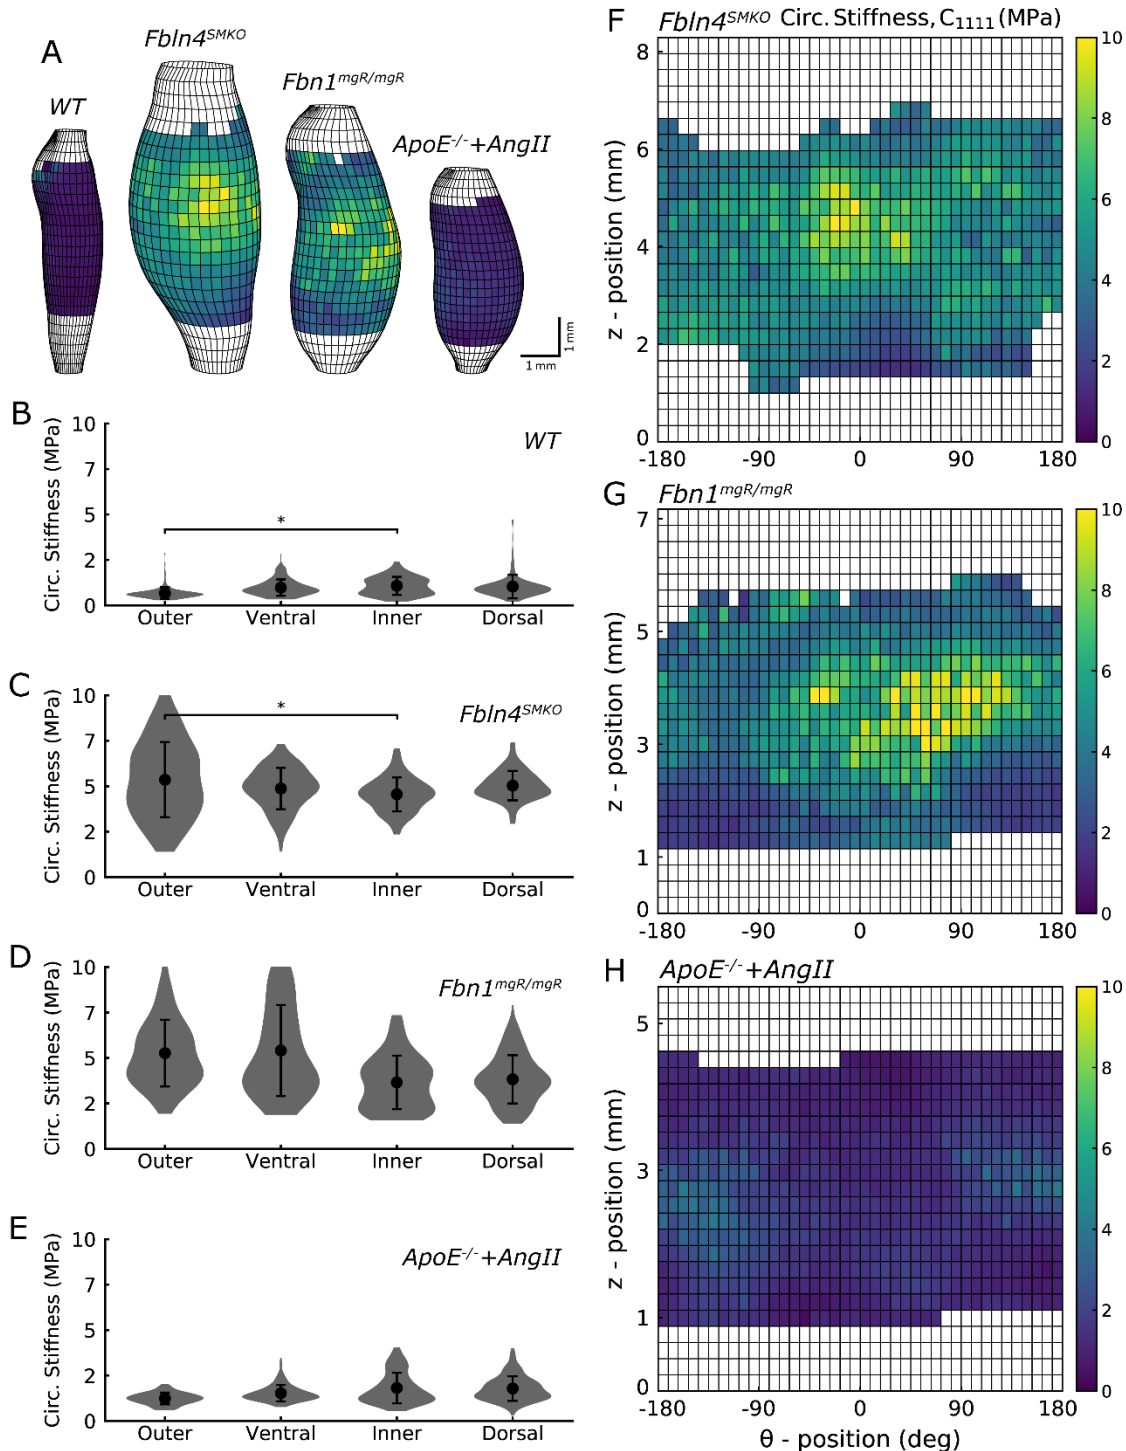 A
WT
Fbln4SMKO
Fbn1mgR/mgR
ApoE-/-+AngII
1 mm
1 mm
B
WT
Circ. Stiffness (MPa)
10
7
5
2
0
*
Outer Ventral Inner Dorsal
C
Fbln4SMKO
Circ. Stiffness (MPa)
10
7
5
2
0
*
Outer Ventral Inner Dorsal
D
Fbn1mgR/mgR
Circ. Stiffness (MPa)
10
7
5
2
0
Outer Ventral Inner Dorsal
E
ApoE-/-+AngII
Circ. Stiffness (MPa)
10
7
5
2
0
Outer Ventral Inner Dorsal
F
Fbln4SMKO Circ. Stiffness, C1111 (MPa)
z - position (mm)
8
6
4
2
0
-180 -90 0 90 180
10
8
6
4
2
0
G
Fbn1mgR/mgR
z - position (mm)
7
5
3
1
0
-180 -90 0 90 180
10
8
6
4
2
0
H
ApoE-/-+AngII
z - position (mm)
5
3
1
0
-180 -90 0 90 180
θ - position (deg)
10
8
6
4
2
0